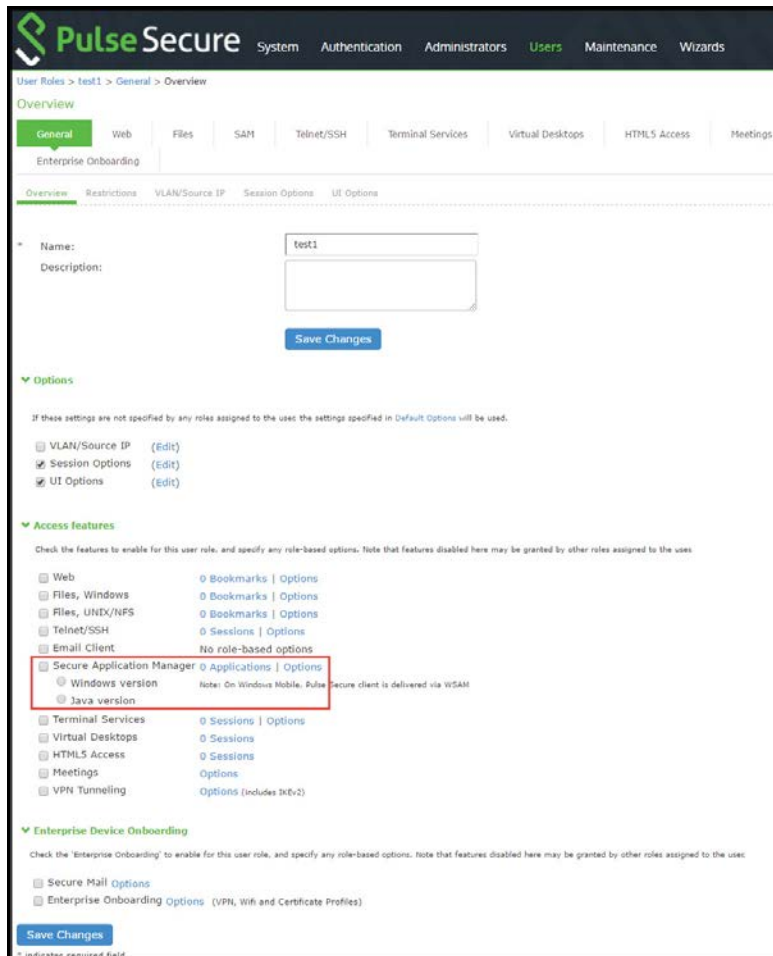 Pulse Secure System Authentication Administrators Users Maintenance Wizards
User Roles > test1 > General > Overview
Overview
General Web Files SAM Telnet/SSH Terminal Services Virtual Desktops HTML5 Access Meetings
Enterprise Onboarding
Overview Restrictions VLAN/Source IP Session Options UI Options
* Name: test1
Description:
Save Changes
Options
If these settings are not specified by any roles assigned to the user, the settings specified in Default Options will be used.
VLAN/Source IP (Edit)
Session Options (Edit)
UI Options (Edit)
Access features
Check the features to enable for this user role, and specify any role-based options. Note that features disabled here may be granted by other roles assigned to the user.
Web 0 Bookmarks | Options
Files, Windows 0 Bookmarks | Options
Files, UNIX/NFS 0 Bookmarks | Options
Telnet/SSH 0 Sessions | Options
Email Client No role-based options
Secure Application Manager 0 Applications | Options
Windows version Note: On Windows Mobile, Pulse Secure client is delivered via WSAM
Java version
Terminal Services 0 Sessions | Options
Virtual Desktops 0 Sessions
HTML5 Access 0 Sessions
Meetings Options
VPN Tunneling Options (includes IKEv2)
Enterprise Device Onboarding
Check the 'Enterprise Onboarding' to enable for this user role, and specify any role-based options. Note that features disabled here may be granted by other roles assigned to the user.
Secure Mail Options
Enterprise Onboarding Options (VPN, Wifi and Certificate Profiles)
Save Changes
* indicates required field